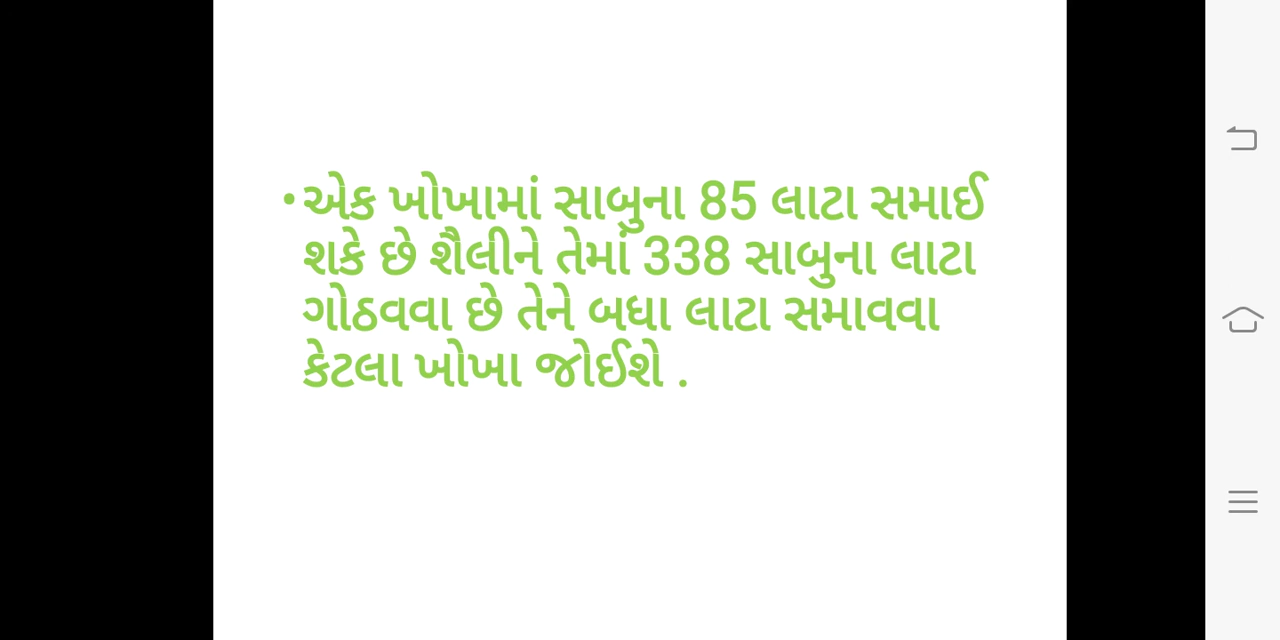 • એક ખોખામાં સાબુના 85 લાટા સમાઈ
શકે છે શૈલીને તેમાં 338 સાબુના લાટા
ગોઠવવા છે તેને બધા લાટા સમાવવા
કેટલા ખોખા જોઈશે .